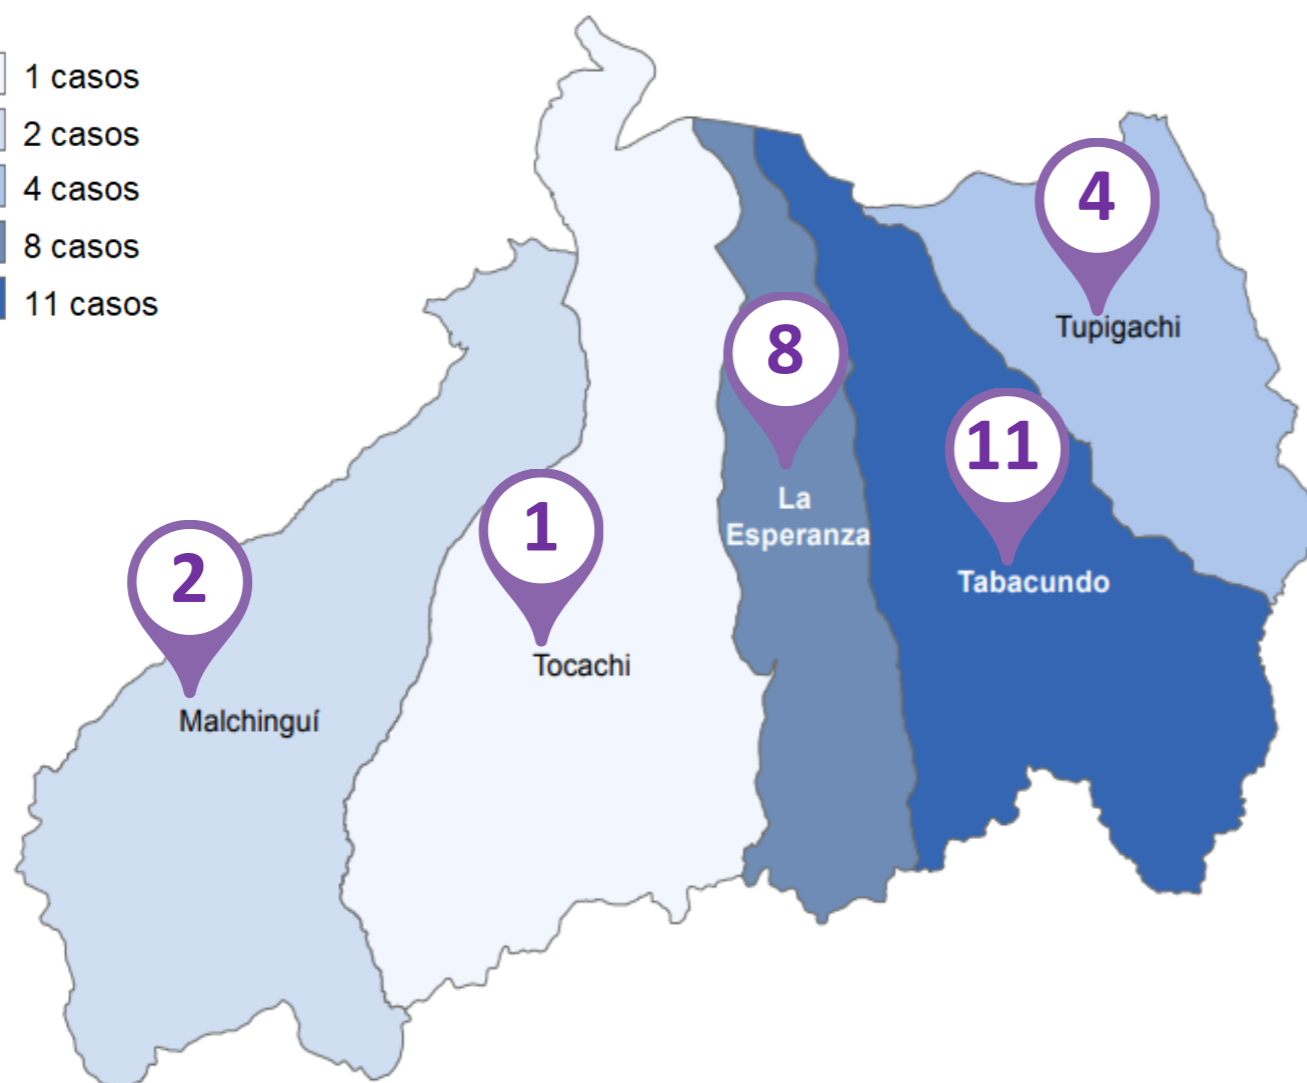 1 casos
2 casos
4 casos
8 casos
11 casos
4
Tupigachi
8
La
Esperanza
11
Tabacundo
1
Tocachi
2
Malchinguí